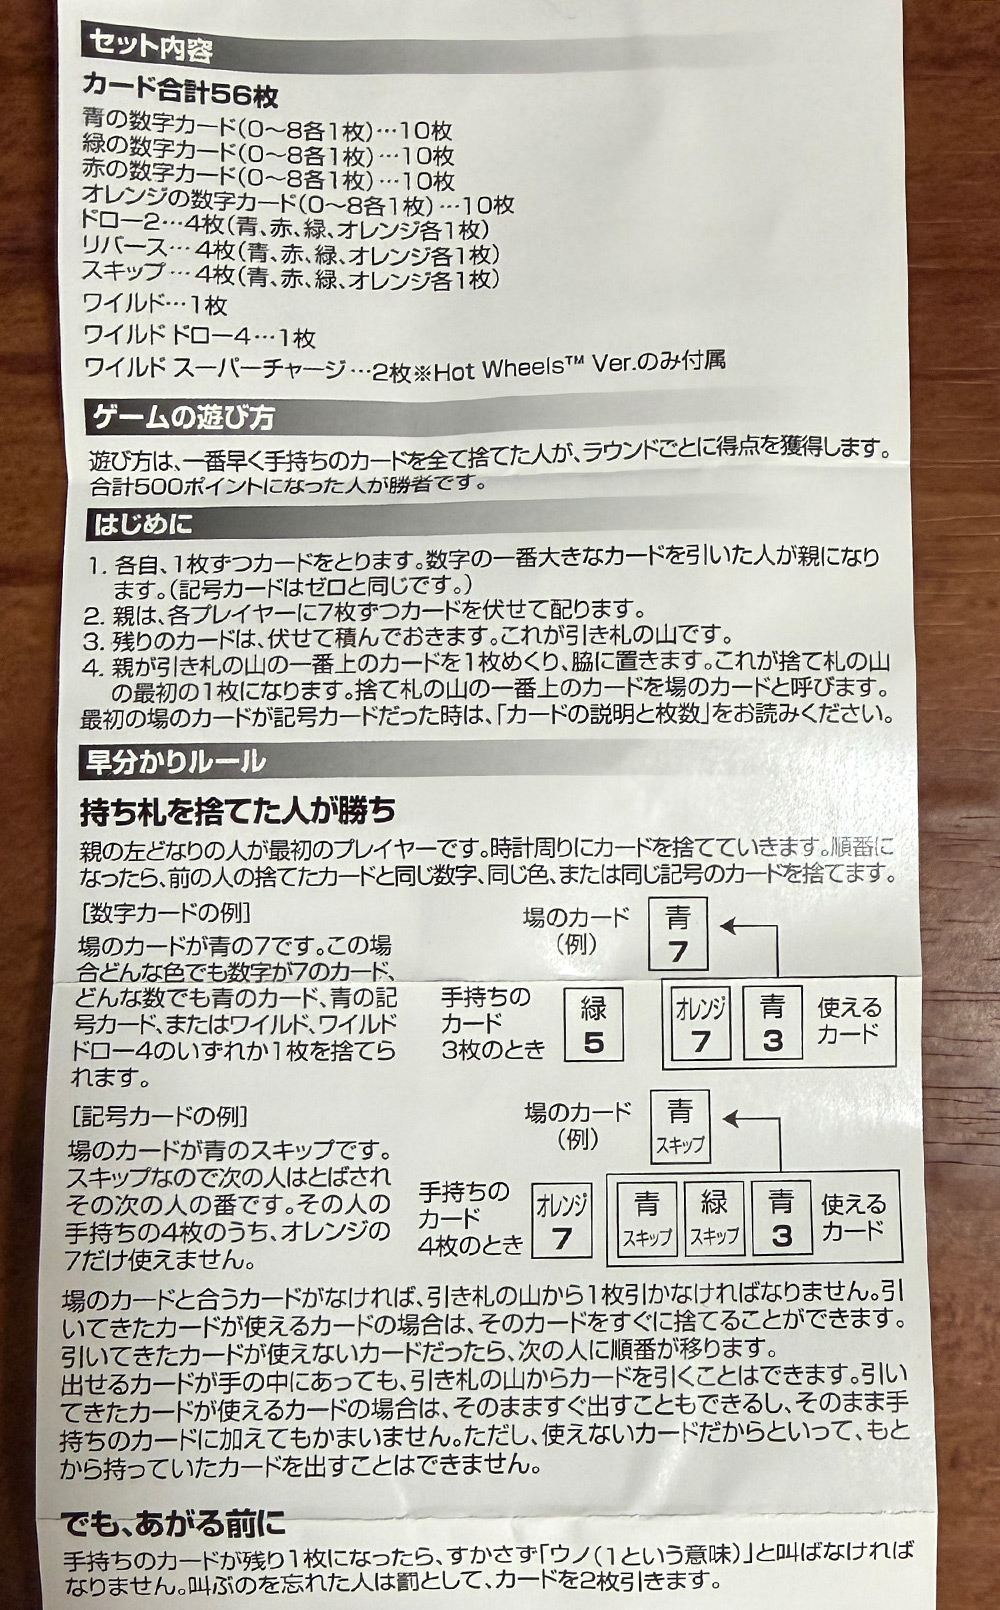 セット内容
カード合計56枚
青の数字カード(0～8各1枚)…10枚
緑の数字カード(0～8各1枚)…10枚
赤の数字カード(0～8各1枚)…10枚
オレンジの数字カード(0～8各1枚)…10枚
ドロー2…4枚(青、赤、緑、オレンジ各1枚)
リバース…4枚(青、赤、緑、オレンジ各1枚)
スキップ…4枚(青、赤、緑、オレンジ各1枚)
ワイルド…1枚
ワイルド ドロー4…1枚
ワイルド スーパーチャージ…2枚※Hot Wheels™ Ver.のみ付属
ゲームの遊び方
遊び方は、一番早く手持ちのカードを全て捨てた人が、ラウンドごとに得点を獲得します。
合計500ポイントになった人が勝者です。
はじめに
1. 各自、1枚ずつカードをとります。数字の一番大きなカードを引いた人が親になり
ます。(記号カードはゼロと同じです。)
2. 親は、各プレイヤーに7枚ずつカードを伏せて配ります。
3. 残りのカードは、伏せて積んでおきます。これが引き札の山です。
4. 親が引き札の山の一番上のカードを1枚めくり、脇に置きます。これが捨て札の山
の最初の1枚になります。捨て札の山の一番上のカードを場のカードと呼びます。
最初の場のカードが記号カードだった時は、「カードの説明と枚数」をお読みください。
早分かりルール
持ち札を捨てた人が勝ち
親の左どなりの人が最初のプレイヤーです。時計周りにカードを捨てていきます。順番に
なったら、前の人の捨てたカードと同じ数字、同じ色、または同じ記号のカードを捨てます。
[数字カードの例]
場のカードが青の7です。この場
合どんな色でも数字が7のカード、
どんな数でも青のカード、青の記
号カード、またはワイルド、ワイルド
ドロー4のいずれか1枚を捨てら
れます。
場のカード
(例)
青
7
手持ちの
カード
3枚のとき
緑
5
オレンジ
7
青
3
使える
カード
[記号カードの例]
場のカードが青のスキップです。
スキップなので次の人はとばされ
その次の人の番です。その人の
手持ちの4枚のうち、オレンジの
7だけ使えません。
場のカード
(例)
青
スキップ
手持ちの
カード
4枚のとき
オレンジ
7
青
スキップ
緑
スキップ
青
3
使える
カード
場のカードと合うカードがなければ、引き札の山から1枚引かなければなりません。引
いてきたカードが使えるカードの場合は、そのカードをすぐに捨てることができます。
引いてきたカードが使えないカードだったら、次の人に順番が移ります。
出せるカードが手の中にあっても、引き札の山からカードを引くことはできます。引い
てきたカードが使えるカードの場合は、そのまますぐ出すこともできるし、そのまま手
持ちのカードに加えてもかまいません。ただし、使えないカードだからといって、もと
から持っていたカードを出すことはできません。
でも、あがる前に
手持ちのカードが残り1枚になったら、すかさず「ウノ(1という意味)」と叫ばなければ
なりません。叫ぶのを忘れた人は罰として、カードを2枚引きます。